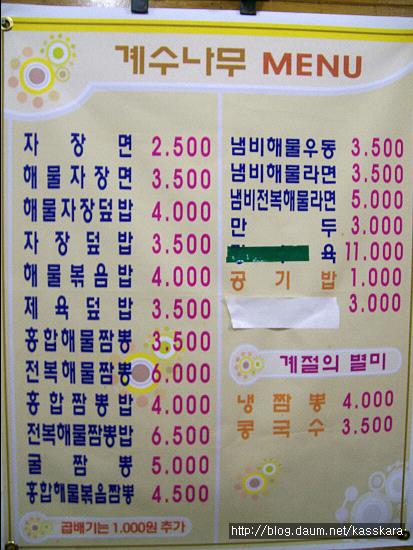 계수나무 MENU
자장면 2.500
해물자장면 3.500
해물자장덮밥 4.000
자장덮밥 3.500
해물볶음밥 4.000
제육덮밥 3.500
홍합해물짬뽕 3.500
전복해물짬뽕 6.000
홍합짬뽕밥 4.000
전복해물짬뽕밥 6.500
굴짬뽕 5.000
홍합해물볶음짬뽕 4.500
곱배기는 1.000원 추가
냄비해물우동 3.500
냄비해물라면 3.500
냄비전복해물라면 5.000
만두 3.000
육 11.000
공기밥 1.000
3.000
계절의 별미
냉짬뽕 4.000
콩국수 3.500
http://blog.daum.net/kasskara